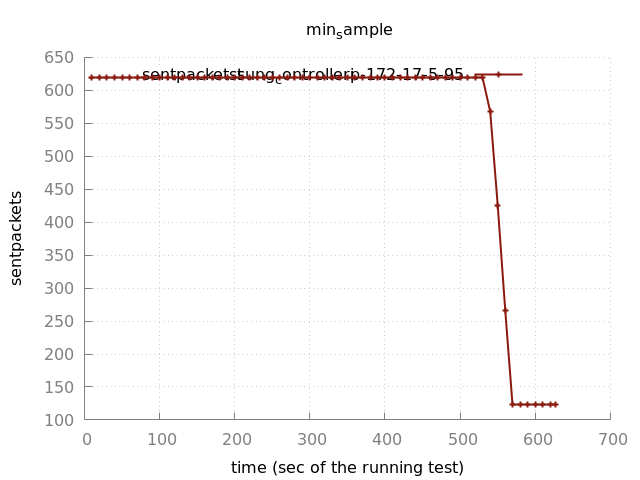 min_sample
650
sentpacketstung_controllerip-172-17-5-95
600
550
500
450
400
350
300
250
200
150
100
sentpackets
0 100 200 300 400 500 600 700
time (sec of the running test)